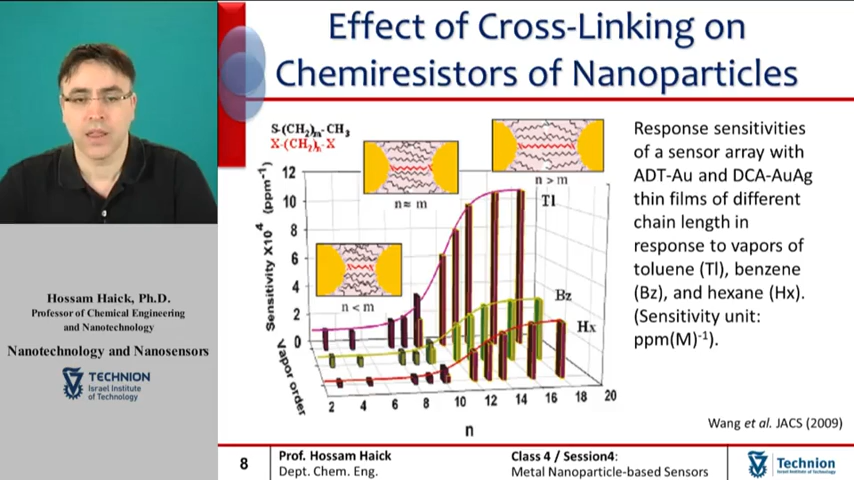 Effect of Cross-Linking on
Chemiresistors of Nanoparticles
S-(CH2)m-CH3
X-(CH2)n-X
n ≈ m
n > m
n < m
Sensitivity X10^4 (ppm^-1)
12
10
8
6
4
2
0
Tl
Bz
Hx
Vapor order
2 4 6 8 10 12 14 16 18 20
n
Response sensitivities
of a sensor array with
ADT-Au and DCA-AuAg
thin films of different
chain length in
response to vapors of
toluene (Tl), benzene
(Bz), and hexane (Hx).
(Sensitivity unit:
ppm(M)^-1).
Wang et al. JACS (2009)
Hossam Haick, Ph.D.
Professor of Chemical Engineering
and Nanotechnology
Nanotechnology and Nanosensors
TECHNION
Israel Institute
of Technology
8
Prof. Hossam Haick
Dept. Chem. Eng.
Class 4 / Session4:
Metal Nanoparticle-based Sensors
Technion
Israel Institute of Technology